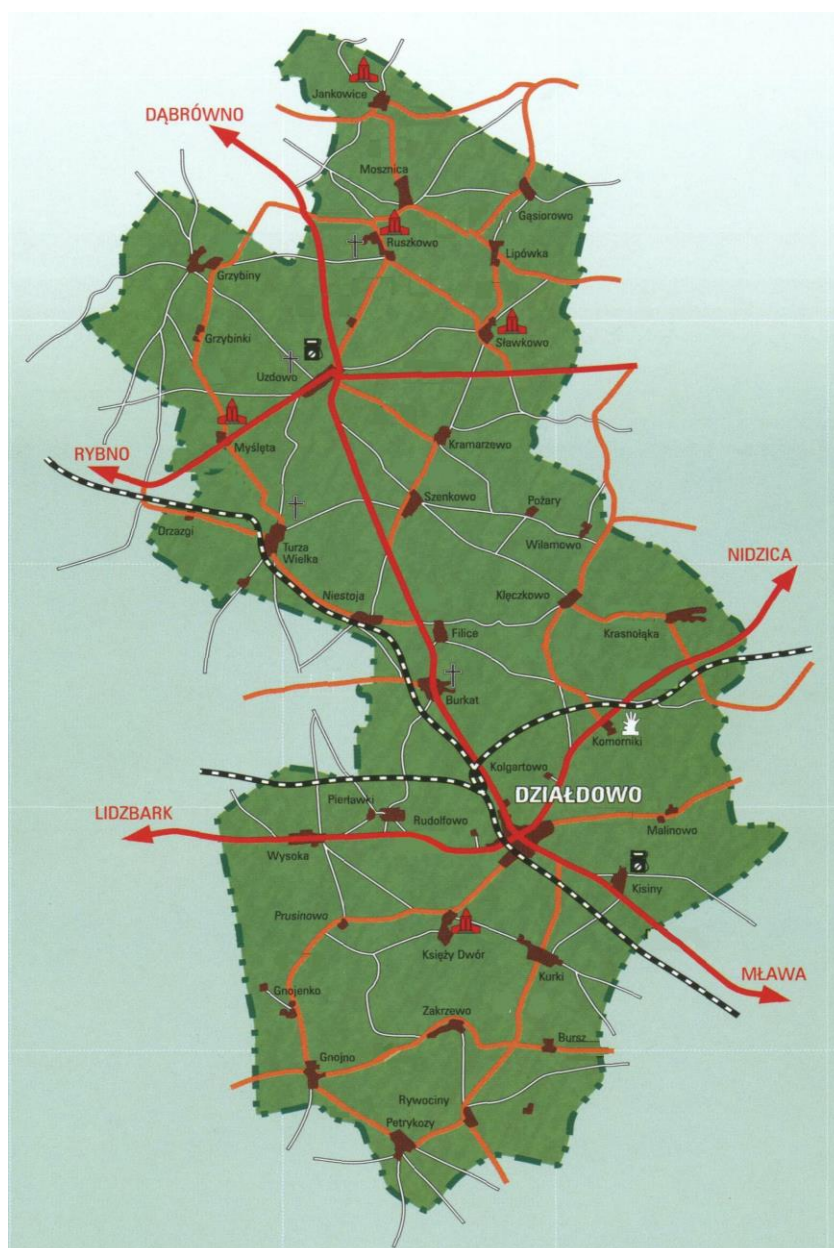 Jankowice
DĄBRÓWNO
Mosznica
Gąsiorowo
Ruszkowo
Lipówka
Grzybiny
Grzybinki
Sławkowo
Uzdowo
Myślęta
Kramarzewo
RYBNO
Szenkowo
Pożary
Drzazgi
Wilamowo
Turza
Wielka
NIDZICA
Niestoja
Klęczkowo
Filice
Krasnołąka
Burkat
Komorniki
Kolgartowo
DZIAŁDOWO
Pierławki
LIDZBARK
Rudolfowo
Malinowo
Wysoka
Kisiny
Prusinowo
Księży Dwór
Kurki
MŁAWA
Gnojenko
Zakrzewo
Bursz
Gnojno
Rywociny
Petrykozy